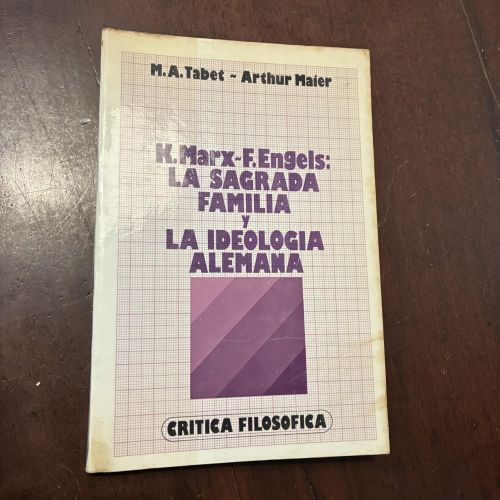 M.A.Tabet - Arthur Maier
K.Marx-F.Engels:
LA SAGRADA
FAMILIA
y
LA IDEOLOGIA
ALEMANA
CRITICA FILOSOFICA